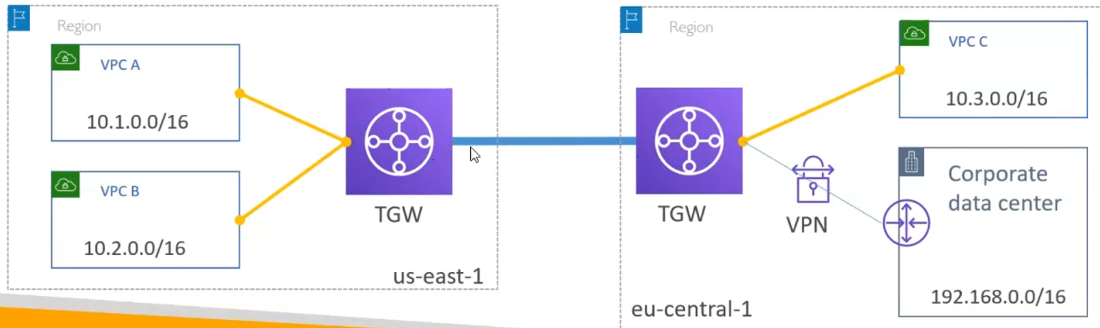 Region
VPC A
10.1.0.0/16
VPC B
10.2.0.0/16
TGW
us-east-1
Region
TGW
VPC C
10.3.0.0/16
VPN
Corporate
data center
192.168.0.0/16
eu-central-1